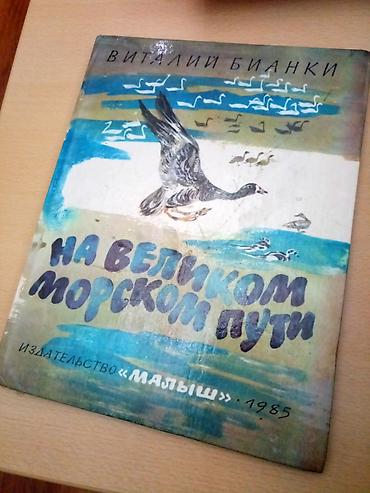 ВИТАЛИЙ БИАНКИ
НА ВЕЛИКОМ
МОРСКОМ ПУТИ
ИЗДАТЕЛЬСТВО «МАЛЫШ» · 1985